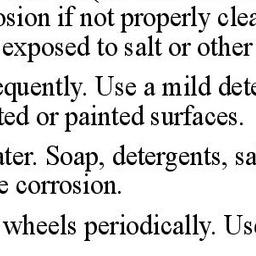 osion if not properly clea
exposed to salt or other
equently. Use a mild dete
ted or painted surfaces.
ater. Soap, detergents, sa
e corrosion.
wheels periodically. Use